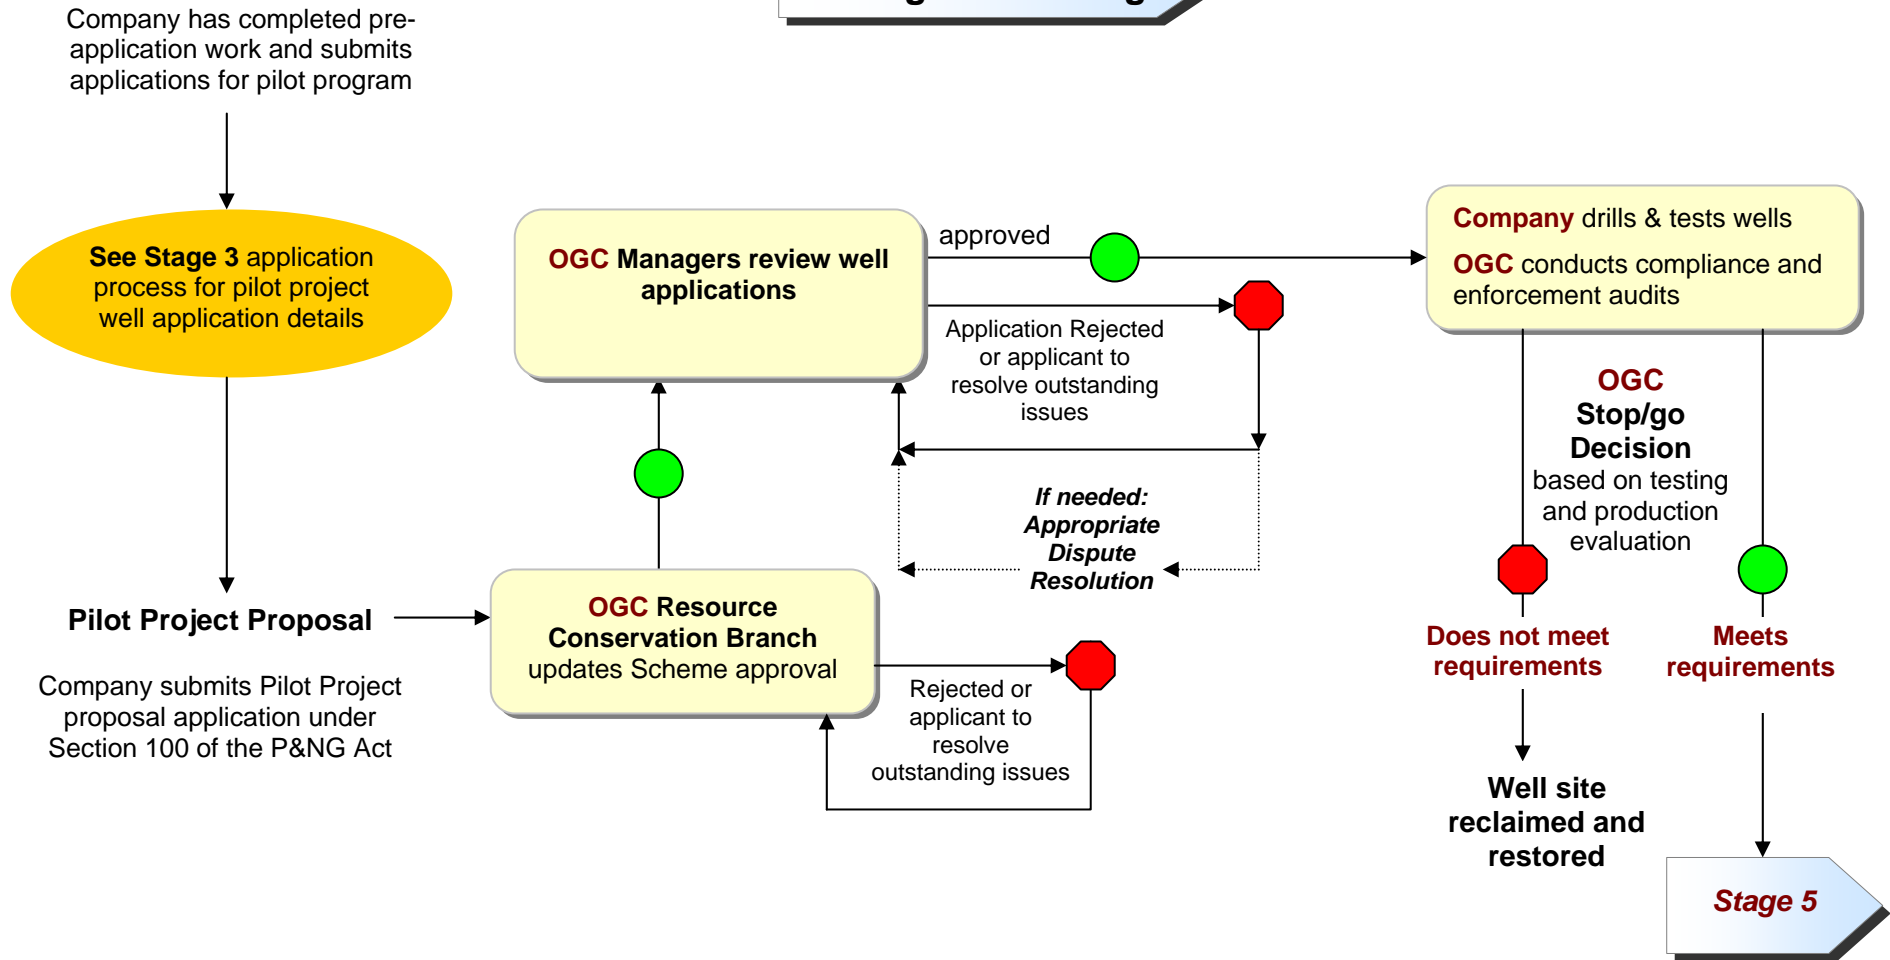 Company has completed pre-
application work and submits
applications for pilot program
See Stage 3 application
process for pilot project
well application details
Pilot Project Proposal
Company submits Pilot Project
proposal application under
Section 100 of the P&NG Act
OGC Managers review well
applications
approved
Application Rejected
or applicant to
resolve outstanding
issues
If needed:
Appropriate
Dispute
Resolution
OGC Resource
Conservation Branch
updates Scheme approval
Rejected or
applicant to
resolve
outstanding issues
Company drills & tests wells
OGC conducts compliance and
enforcement audits
OGC
Stop/go
Decision
based on testing
and production
evaluation
Does not meet
requirements
Meets
requirements
Well site
reclaimed and
restored
Stage 5